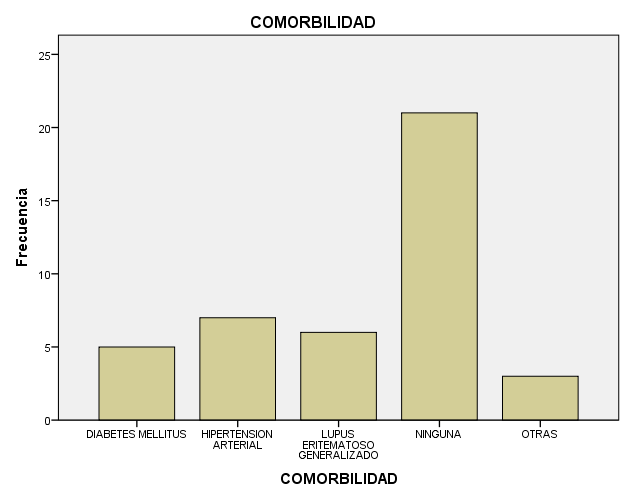 COMORBILIDAD
25
20
15
10
5
0
Frecuencia
DIABETES MELLITUS
HIPERTENSION
ARTERIAL
LUPUS
ERITEMATOSO
GENERALIZADO
NINGUNA
OTRAS
COMORBILIDAD